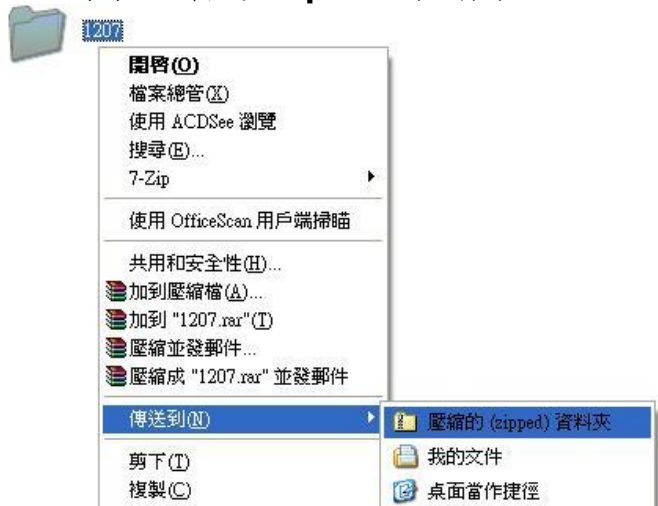 1207
開啓(O)
檔案總管(X)
使用 ACDSee 瀏覽
搜尋(E)...
7-Zip
使用 OfficeScan 用戶端掃瞄
共用和安全性(H)...
加到壓縮檔(A)...
加到 "1207.rar"(T)
壓縮並發郵件...
壓縮成 "1207.rar" 並發郵件
傳送到(N)
壓縮的 (zipped) 資料夾
我的文件
剪下(T)
複製(C)
桌面當作捷徑